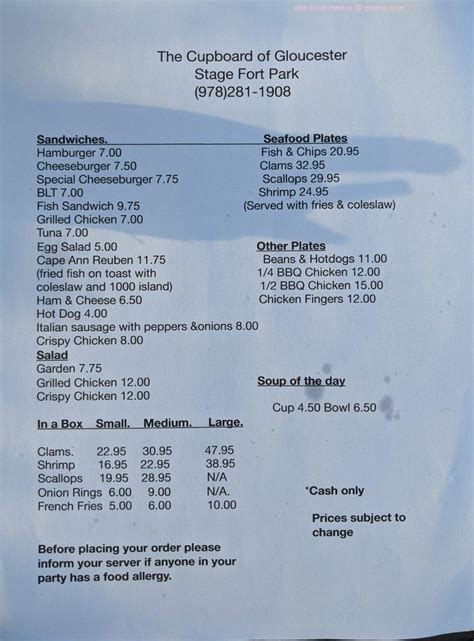 see more menus @ zmenu.com
The Cupboard of Gloucester
Stage Fort Park
(978)281-1908
Sandwiches.
Hamburger 7.00
Cheeseburger 7.50
Special Cheeseburger 7.75
BLT 7.00
Fish Sandwich 9.75
Grilled Chicken 7.00
Tuna 7.00
Egg Salad 5.00
Cape Ann Reuben 11.75
(fried fish on toast with
coleslaw and 1000 island)
Ham & Cheese 6.50
Hot Dog 4.00
Italian sausage with peppers &onions 8.00
Crispy Chicken 8.00
Salad
Garden 7.75
Grilled Chicken 12.00
Crispy Chicken 12.00
Seafood Plates
Fish & Chips 20.95
Clams 32.95
Scallops 29.95
Shrimp 24.95
(Served with fries & coleslaw)
Other Plates
Beans & Hotdogs 11.00
1/4 BBQ Chicken 12.00
1/2 BBQ Chicken 15.00
Chicken Fingers 12.00
Soup of the day
Cup 4.50 Bowl 6.50
In a Box Small. Medium. Large.
Clams. 22.95 30.95 47.95
Shrimp 16.95 22.95 38.95
Scallops 19.95 28.95 N/A
Onion Rings 6.00 9.00 N/A.
French Fries 5.00 6.00 10.00
*Cash only
Prices subject to
change
Before placing your order please
inform your server if anyone in your
party has a food allergy.